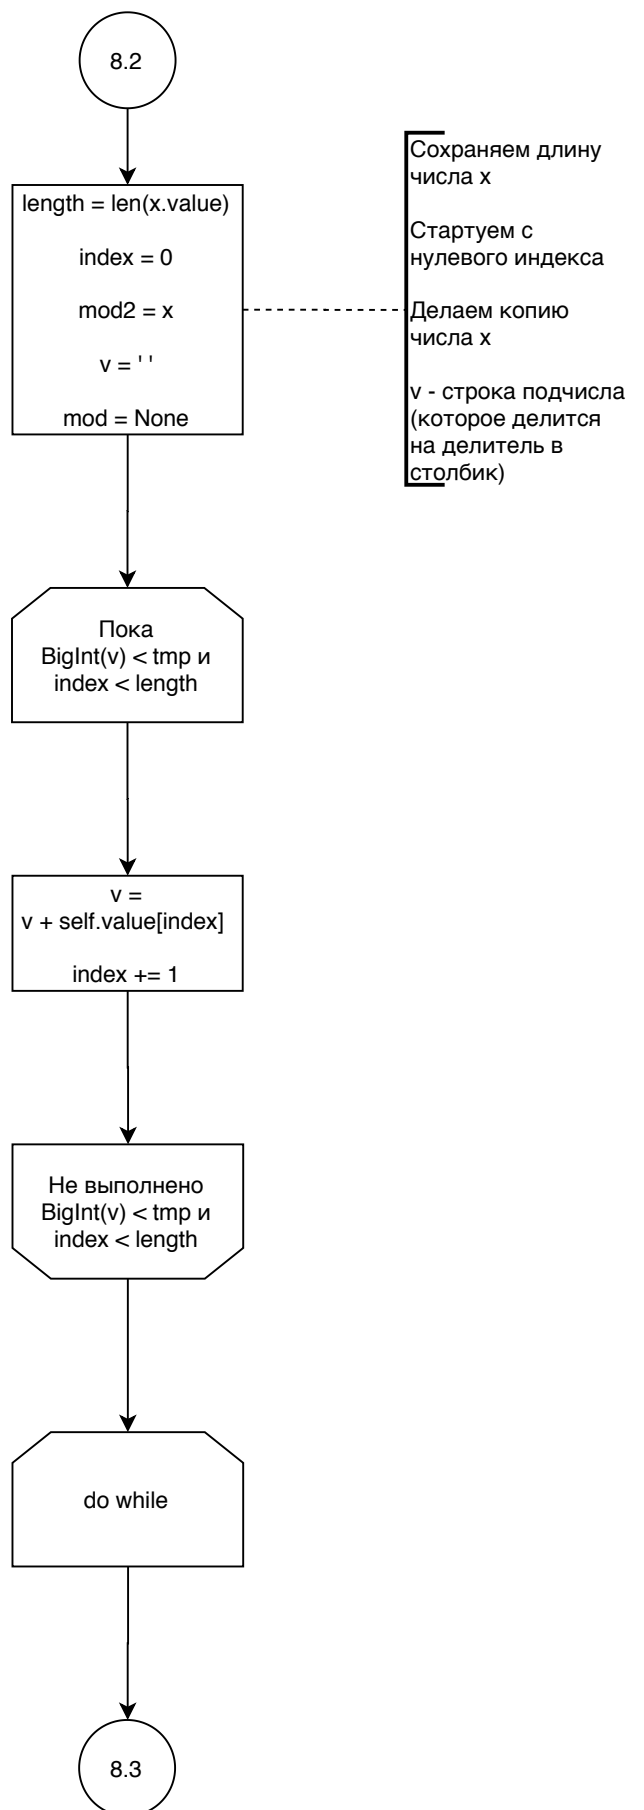 8.2
length = len(x.value)
index = 0
mod2 = x
v = ' '
mod = None
Сохраняем длину
числа x
Стартуем с
нулевого индекса
Делаем копию
числа x
v - строка подчисла
(которое делится
на делитель в
столбик)
Пока
BigInt(v) < tmp и
index < length
v =
v + self.value[index]
index += 1
Не выполнено
BigInt(v) < tmp и
index < length
do while
8.3